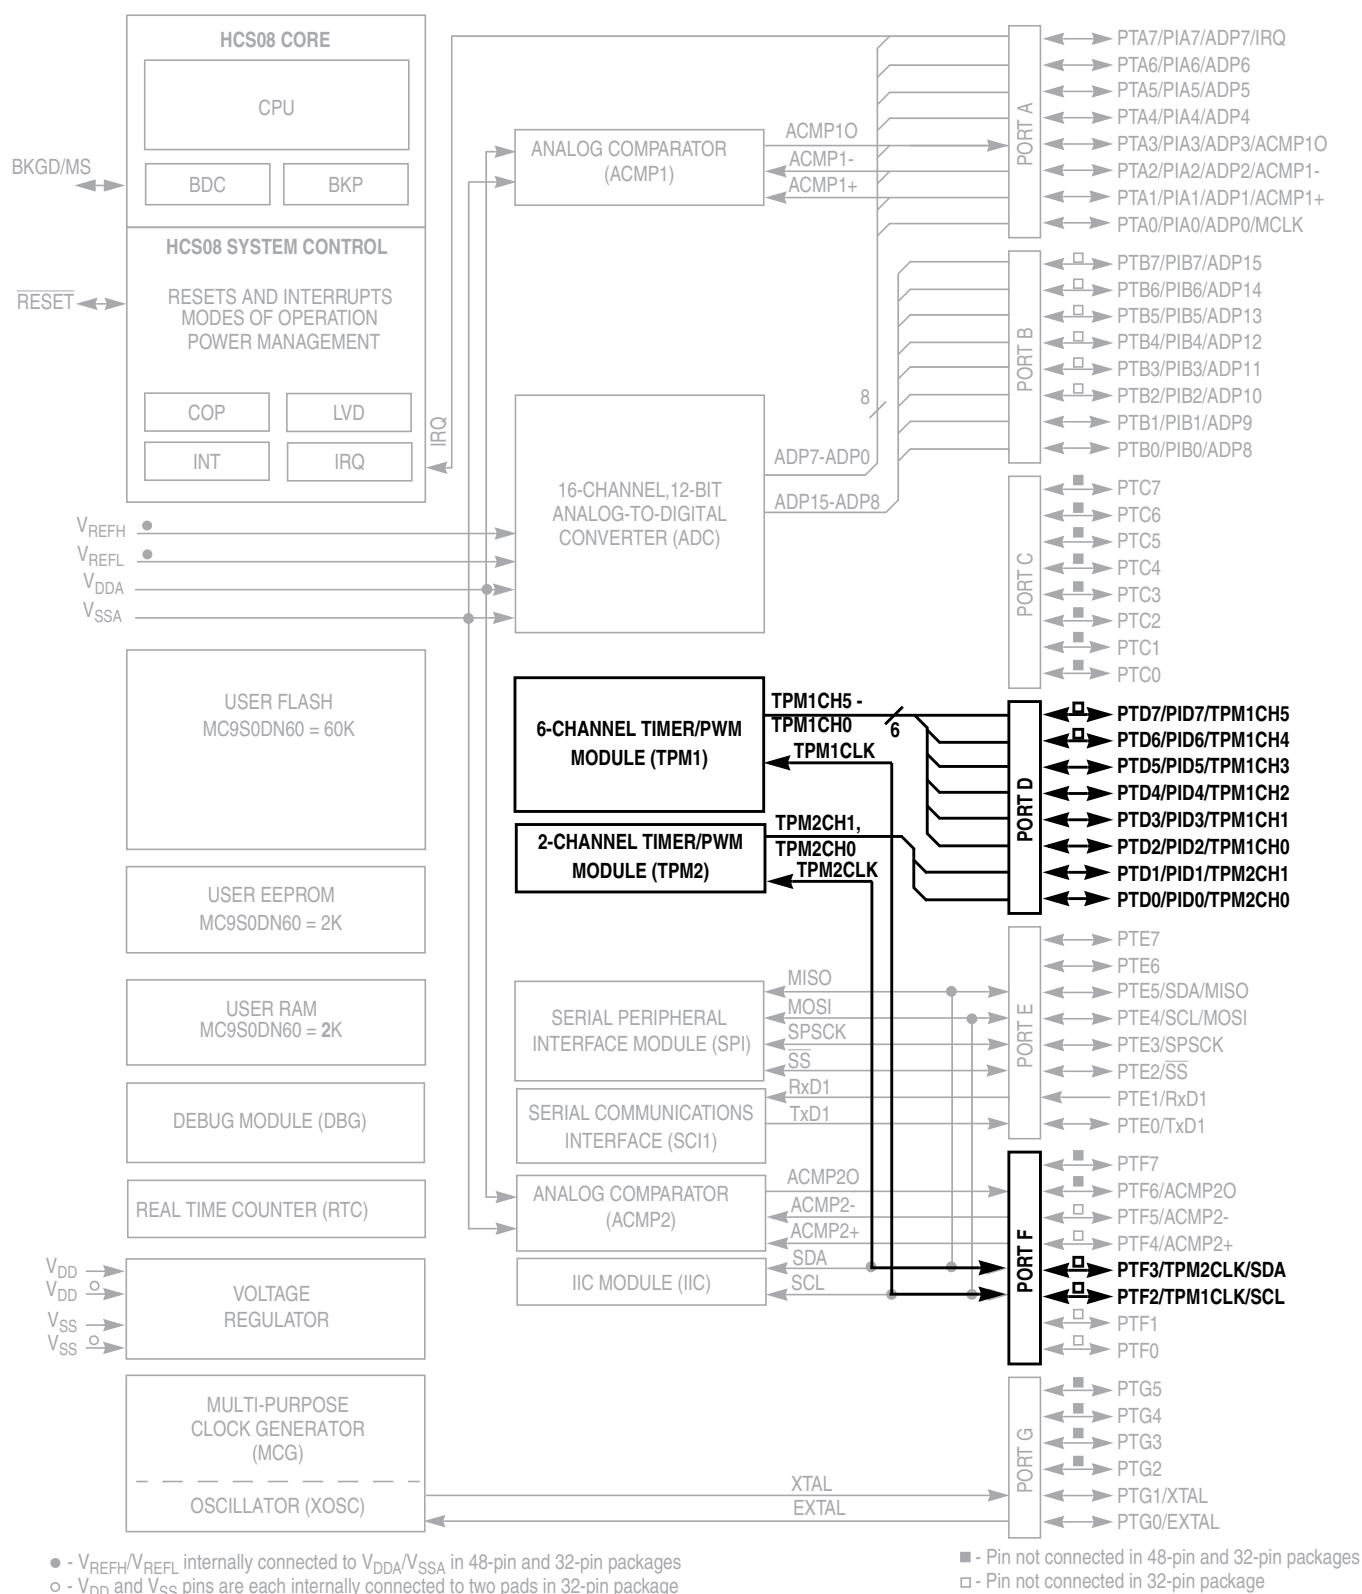 HCS08 CORE
CPU
BDC
BKP
BKGD/MS
HCS08 SYSTEM CONTROL
RESETS AND INTERRUPTS
MODES OF OPERATION
POWER MANAGEMENT
RESET
COP
LVD
INT
IRQ
IRQ
VREFH
VREFL
VDDA
VSSA
USER FLASH
MC9S0DN60 = 60K
USER EEPROM
MC9S0DN60 = 2K
USER RAM
MC9S0DN60 = 2K
DEBUG MODULE (DBG)
REAL TIME COUNTER (RTC)
VDD
VDD
VSS
VSS
VOLTAGE
REGULATOR
MULTI-PURPOSE
CLOCK GENERATOR
(MCG)
OSCILLATOR (XOSC)
ANALOG COMPARATOR
(ACMP1)
ACMP1O
ACMP1-
ACMP1+
16-CHANNEL,12-BIT
ANALOG-TO-DIGITAL
CONVERTER (ADC)
8
ADP7-ADP0
ADP15-ADP8
6-CHANNEL TIMER/PWM
MODULE (TPM1)
TPM1CH5 -
TPM1CH0
6
TPM1CLK
2-CHANNEL TIMER/PWM
MODULE (TPM2)
TPM2CH1,
TPM2CH0
TPM2CLK
SERIAL PERIPHERAL
INTERFACE MODULE (SPI)
MISO
MOSI
SPSCK
SS
SERIAL COMMUNICATIONS
INTERFACE (SCI1)
RxD1
TxD1
ANALOG COMPARATOR
(ACMP2)
ACMP2O
ACMP2-
ACMP2+
IIC MODULE (IIC)
SDA
SCL
XTAL
EXTAL
PORT A
PTA7/PIA7/ADP7/IRQ
PTA6/PIA6/ADP6
PTA5/PIA5/ADP5
PTA4/PIA4/ADP4
PTA3/PIA3/ADP3/ACMP1O
PTA2/PIA2/ADP2/ACMP1-
PTA1/PIA1/ADP1/ACMP1+
PTA0/PIA0/ADP0/MCLK
PORT B
PTB7/PIB7/ADP15
PTB6/PIB6/ADP14
PTB5/PIB5/ADP13
PTB4/PIB4/ADP12
PTB3/PIB3/ADP11
PTB2/PIB2/ADP10
PTB1/PIB1/ADP9
PTB0/PIB0/ADP8
PORT C
PTC7
PTC6
PTC5
PTC4
PTC3
PTC2
PTC1
PTC0
PORT D
PTD7/PID7/TPM1CH5
PTD6/PID6/TPM1CH4
PTD5/PID5/TPM1CH3
PTD4/PID4/TPM1CH2
PTD3/PID3/TPM1CH1
PTD2/PID2/TPM1CH0
PTD1/PID1/TPM2CH1
PTD0/PID0/TPM2CH0
PORT E
PTE7
PTE6
PTE5/SDA/MISO
PTE4/SCL/MOSI
PTE3/SPSCK
PTE2/SS
PTE1/RxD1
PTE0/TxD1
PORT F
PTF7
PTF6/ACMP2O
PTF5/ACMP2-
PTF4/ACMP2+
PTF3/TPM2CLK/SDA
PTF2/TPM1CLK/SCL
PTF1
PTF0
PORT G
PTG5
PTG4
PTG3
PTG2
PTG1/XTAL
PTG0/EXTAL
● - VREFH/VREFL internally connected to VDDA/VSSA in 48-pin and 32-pin packages
○ - VDD and VSS pins are each internally connected to two pads in 32-pin package
■ - Pin not connected in 48-pin and 32-pin packages
□ - Pin not connected in 32-pin package